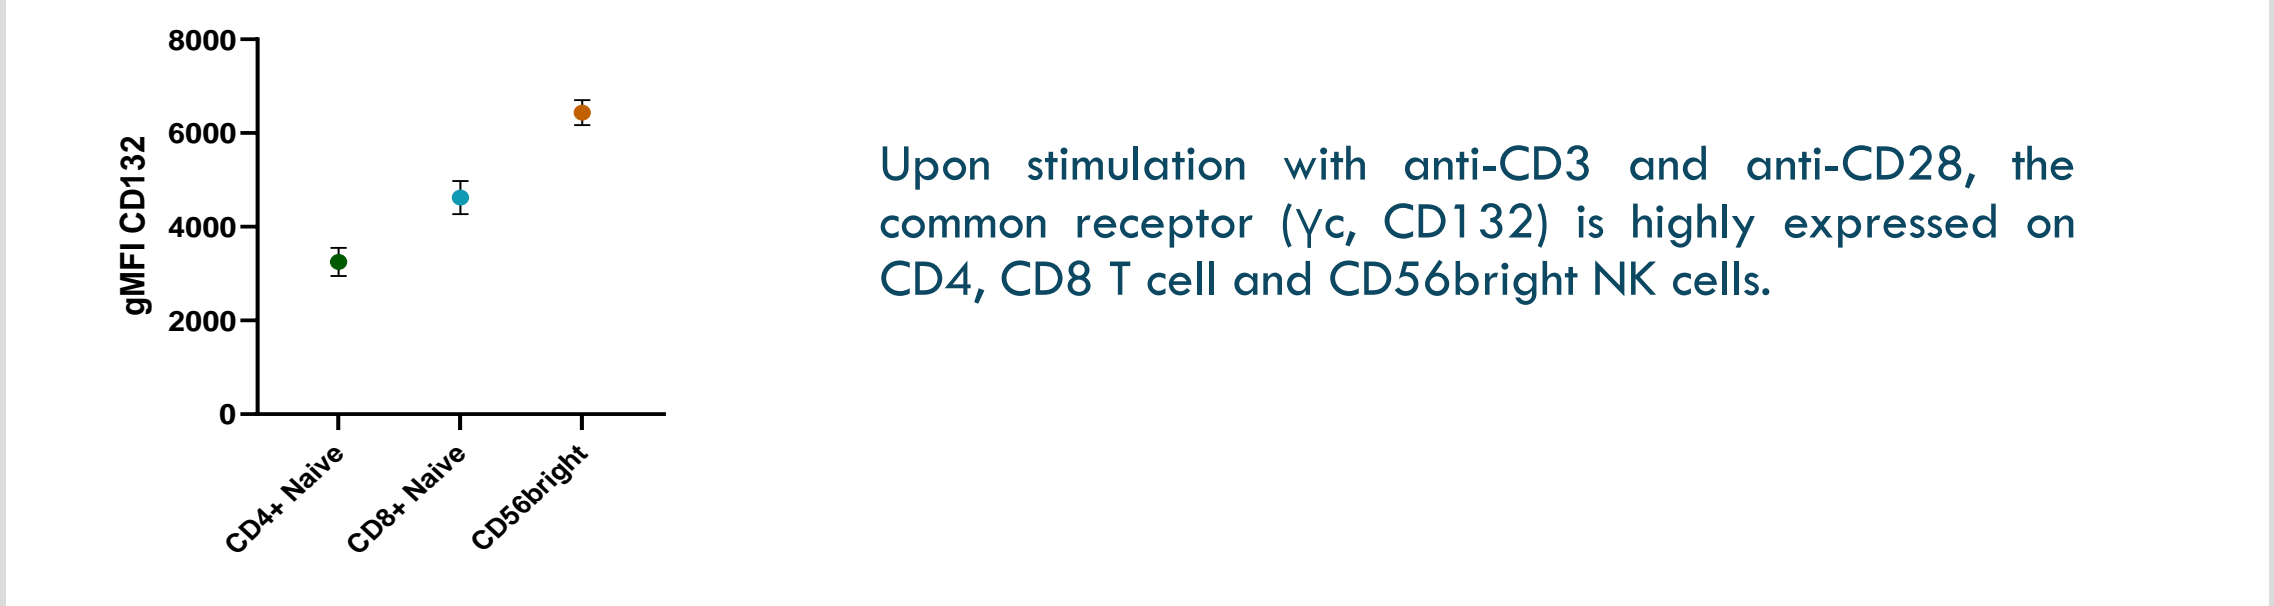 8000
6000
4000
2000
0
gMFI CD132
CD4+ Naive
CD8+ Naive
CD56bright
Upon stimulation with anti-CD3 and anti-CD28, the
common receptor (γc, CD132) is highly expressed on
CD4, CD8 T cell and CD56bright NK cells.